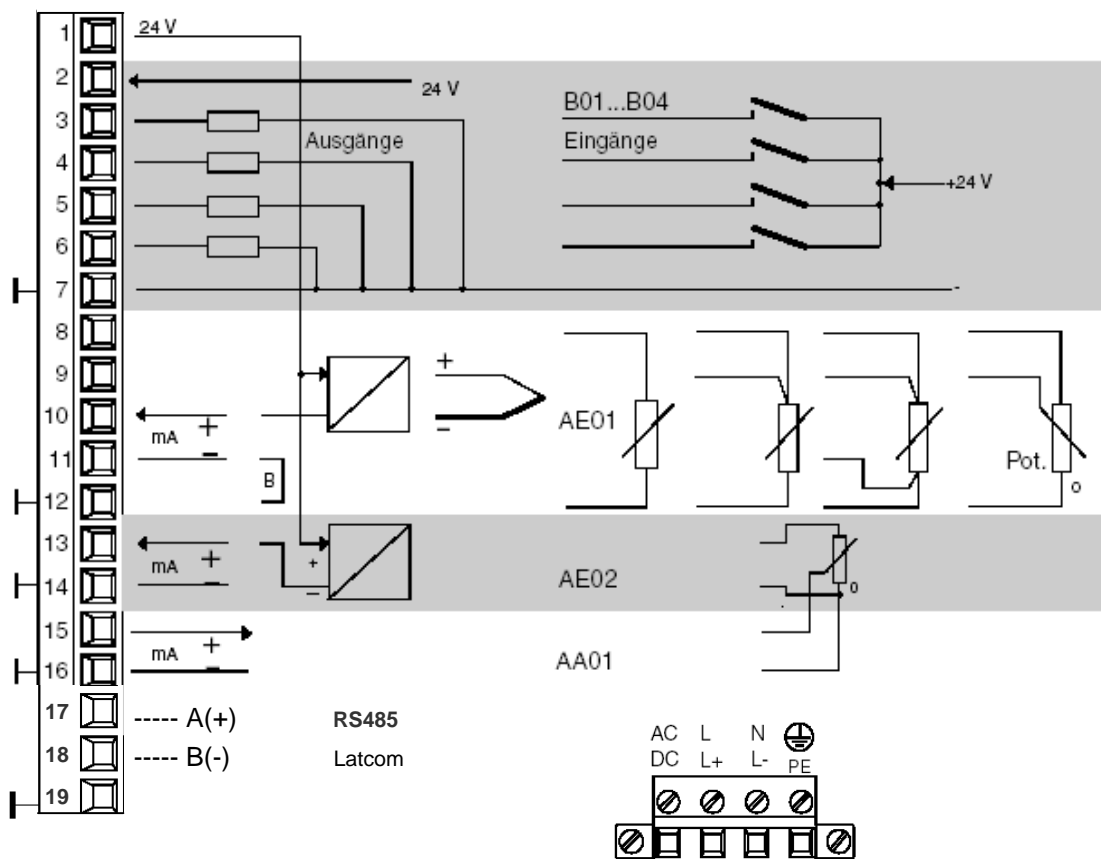 1 24 V
2 24 V
3 B01...B04
4 Ausgänge Eingänge
5 +24 V
6
7 -
8
9 +
10 + - AE01
11 mA - Pot.
12 B o
13 +
14 mA - + - AE02 o
15 +
16 mA - AA01
17 ----- A(+) RS485
18 ----- B(-) Latcom
19
AC L N
DC L+ L- PE